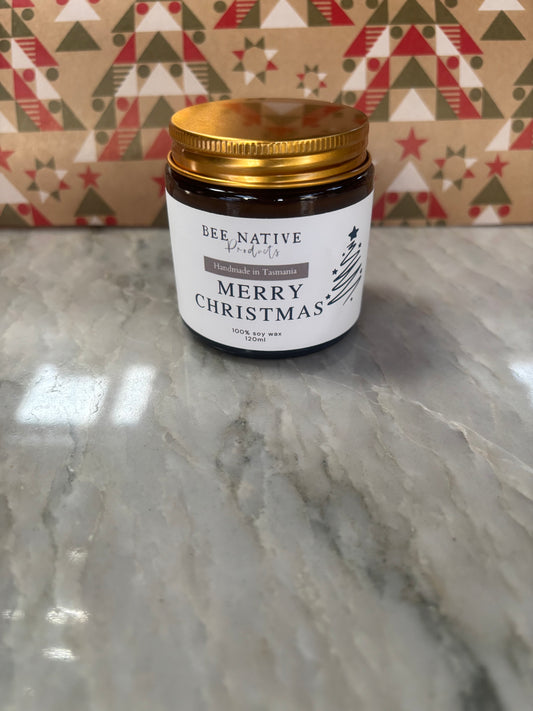 BEE NATIVE
Products
Handmade in Tasmania
MERRY
CHRISTMAS
100% soy wax
120ml